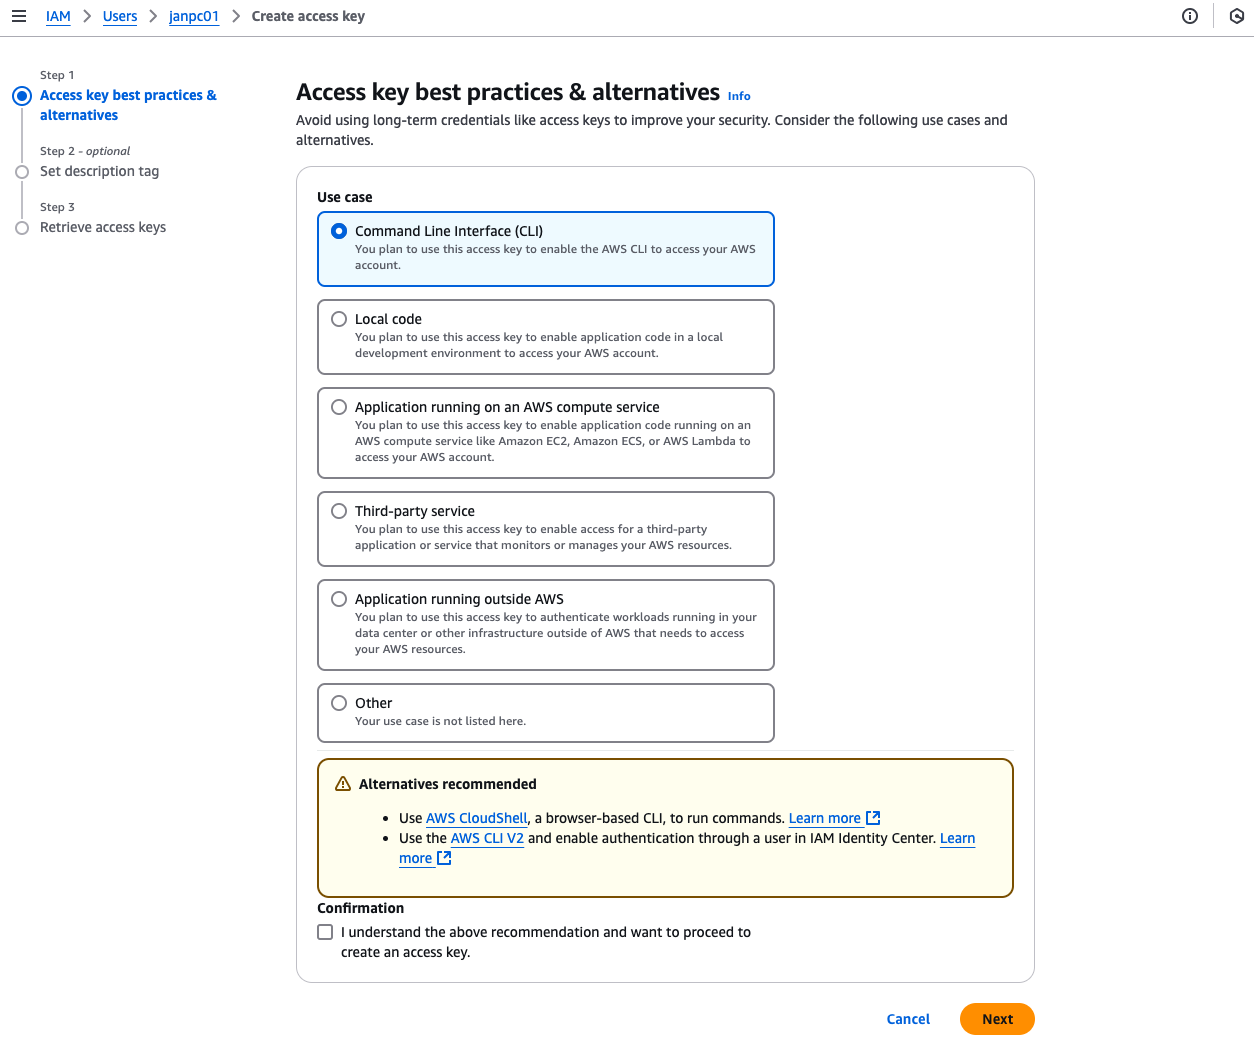 IAM > Users > janpc01 > Create access key
Step 1
Access key best practices &
alternatives
Step 2 - optional
Set description tag
Step 3
Retrieve access keys
Access key best practices & alternatives Info
Avoid using long-term credentials like access keys to improve your security. Consider the following use cases and
alternatives.
Use case
Command Line Interface (CLI)
You plan to use this access key to enable the AWS CLI to access your AWS
account.
Local code
You plan to use this access key to enable application code in a local
development environment to access your AWS account.
Application running on an AWS compute service
You plan to use this access key to enable application code running on an
AWS compute service like Amazon EC2, Amazon ECS, or AWS Lambda to
access your AWS account.
Third-party service
You plan to use this access key to enable access for a third-party
application or service that monitors or manages your AWS resources.
Application running outside AWS
You plan to use this access key to authenticate workloads running in your
data center or other infrastructure outside of AWS that needs to access
your AWS resources.
Other
Your use case is not listed here.
Alternatives recommended
• Use AWS CloudShell, a browser-based CLI, to run commands. Learn more
• Use the AWS CLI V2 and enable authentication through a user in IAM Identity Center. Learn
more
Confirmation
I understand the above recommendation and want to proceed to
create an access key.
Cancel
Next